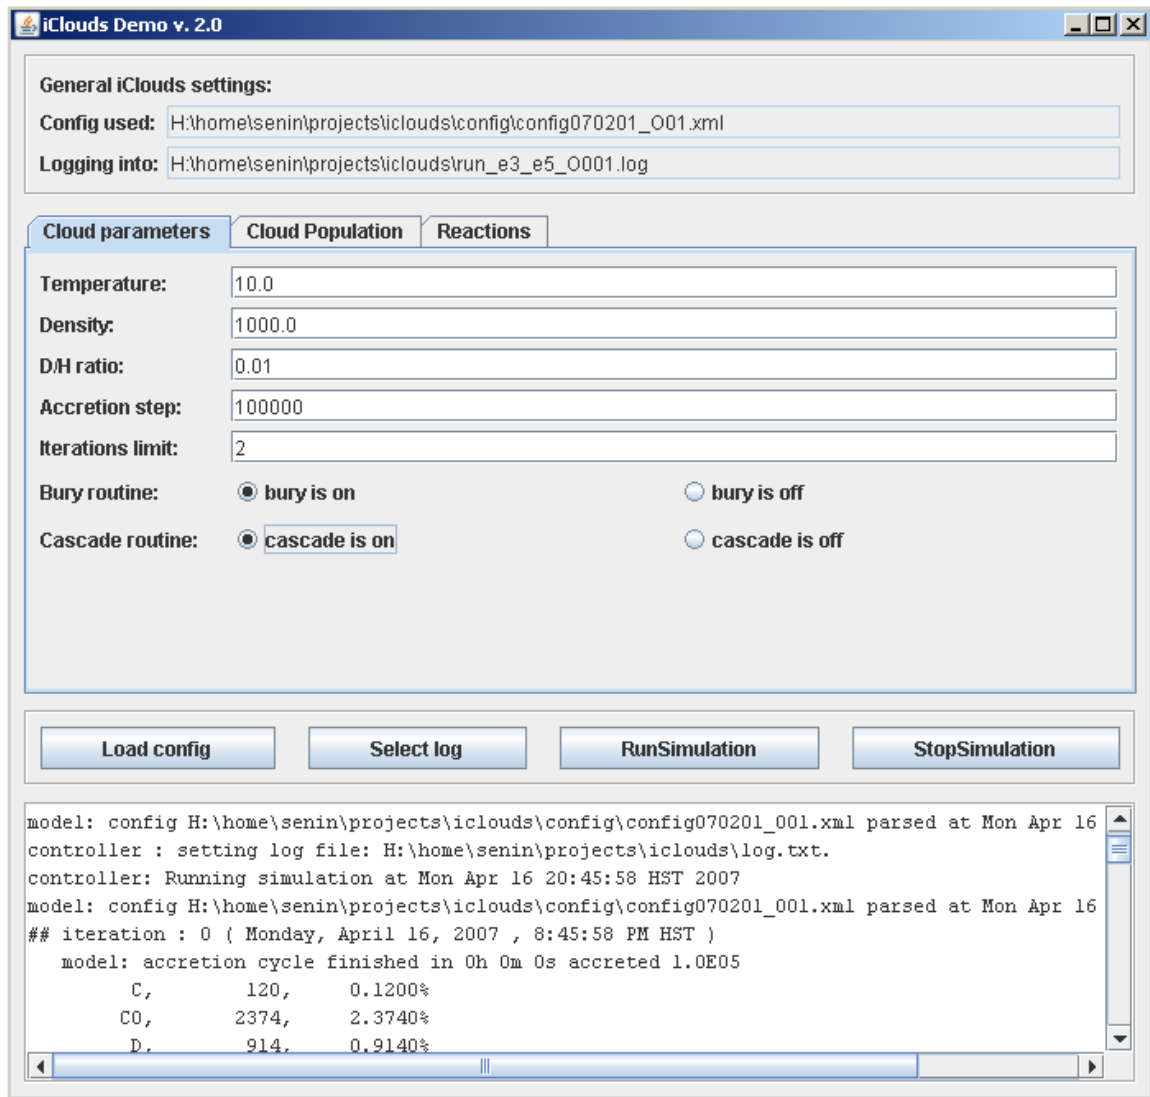 iClouds Demo v. 2.0
General iClouds settings:
Config used: H:\home\senin\projects\iclouds\config\config070201_O01.xml
Logging into: H:\home\senin\projects\iclouds\run_e3_e5_O001.log
Cloud parameters Cloud Population Reactions
Temperature: 10.0
Density: 1000.0
D/H ratio: 0.01
Accretion step: 100000
Iterations limit: 2
Bury routine: bury is on bury is off
Cascade routine: cascade is on cascade is off
Load config Select log RunSimulation StopSimulation
model: config H:\home\senin\projects\iclouds\config\config070201_O01.xml parsed at Mon Apr 16
controller : setting log file: H:\home\senin\projects\iclouds\log.txt.
controller: Running simulation at Mon Apr 16 20:45:58 HST 2007
model: config H:\home\senin\projects\iclouds\config\config070201_O01.xml parsed at Mon Apr 16
## iteration : 0 ( Monday, April 16, 2007 , 8:45:58 PM HST )
model: accretion cycle finished in 0h 0m 0s accreted 1.0E05
C, 120, 0.1200%
CO, 2374, 2.3740%
D, 914, 0.9140%